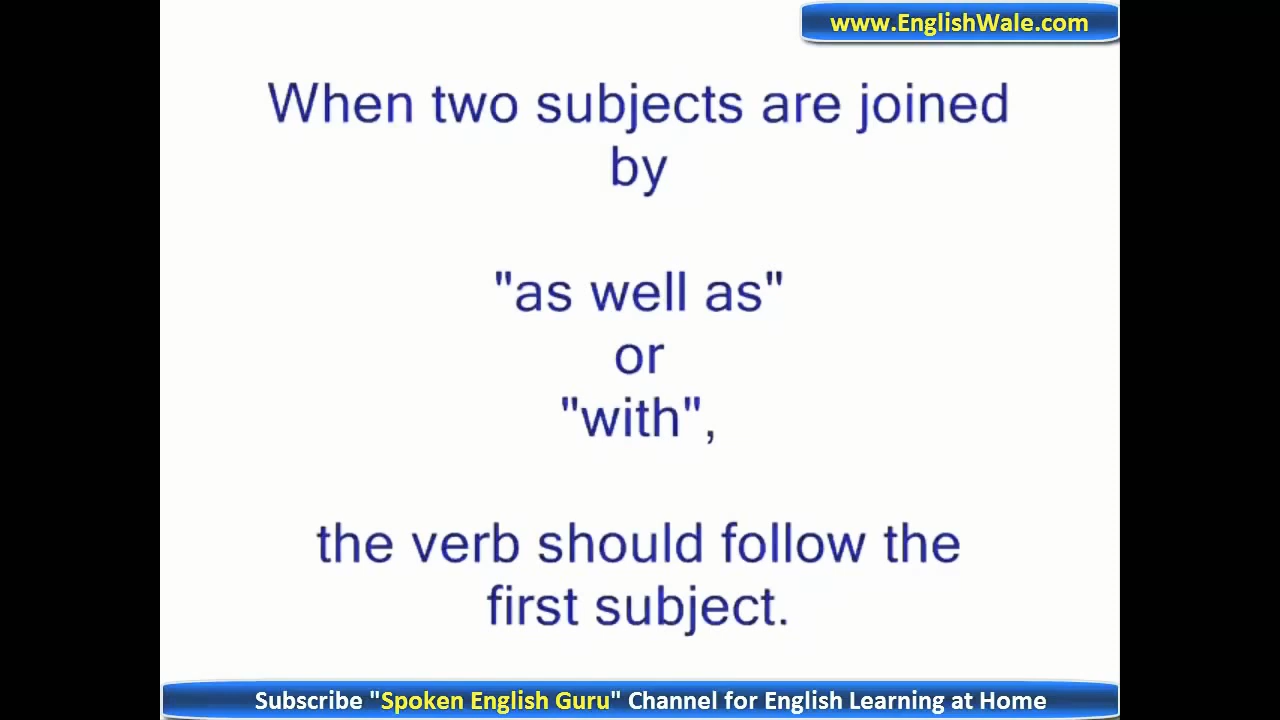 www.EnglishWale.com
When two subjects are joined
by
"as well as"
or
"with",
the verb should follow the
first subject.
Subscribe "Spoken English Guru" Channel for English Learning at Home